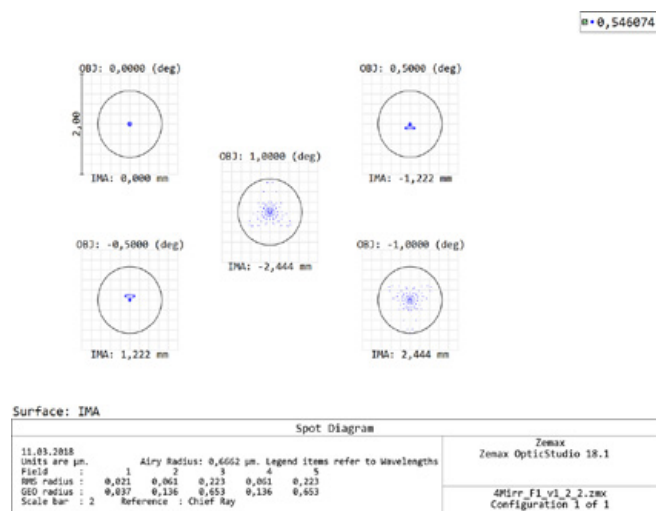 0,546074
OBJ: 0,0000 (deg)
OBJ: 0,5000 (deg)
2,00
IMA: 0,000 mm
IMA: -1,222 mm
OBJ: 1,0000 (deg)
IMA: -2,444 mm
OBJ: -0,5000 (deg)
OBJ: -1,0000 (deg)
IMA: 1,222 mm
IMA: 2,444 mm
Surface: IMA
Spot Diagram
11.03.2018
Units are µm. Airy Radius: 0,6662 µm. Legend items refer to Wavelengths
Field : 1 2 3 4 5
RMS radius : 0,021 0,061 0,223 0,061 0,223
GEO radius : 0,037 0,136 0,653 0,136 0,653
Scale bar : 2 Reference : Chief Ray
Zemax
Zemax OpticStudio 18.1
4Mirr_F1_v1_2_2.zmx
Configuration 1 of 1